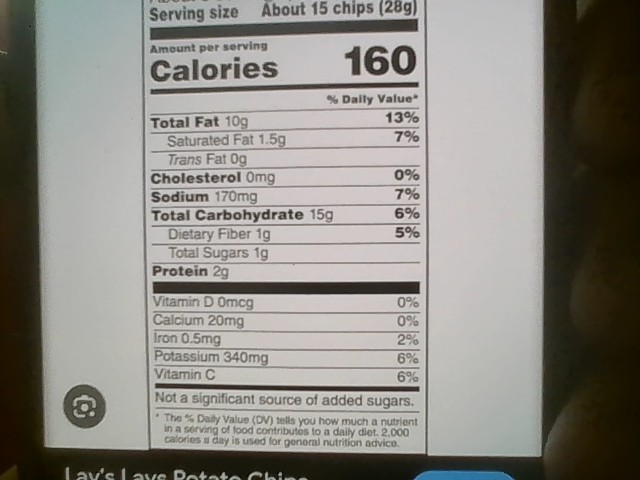 Serving size About 15 chips (28g)
Amount per serving
Calories 160
% Daily Value*
Total Fat 10g 13%
Saturated Fat 1.5g 7%
Trans Fat 0g
Cholesterol 0mg 0%
Sodium 170mg 7%
Total Carbohydrate 15g 6%
Dietary Fiber 1g 5%
Total Sugars 1g
Protein 2g
Vitamin D 0mcg 0%
Calcium 20mg 0%
Iron 0.5mg 2%
Potassium 340mg 6%
Vitamin C 6%
Not a significant source of added sugars.
* The % Daily Value (DV) tells you how much a nutrient
in a serving of food contributes to a daily diet. 2,000
calories a day is used for general nutrition advice.
Lay's Lays Potato Chips